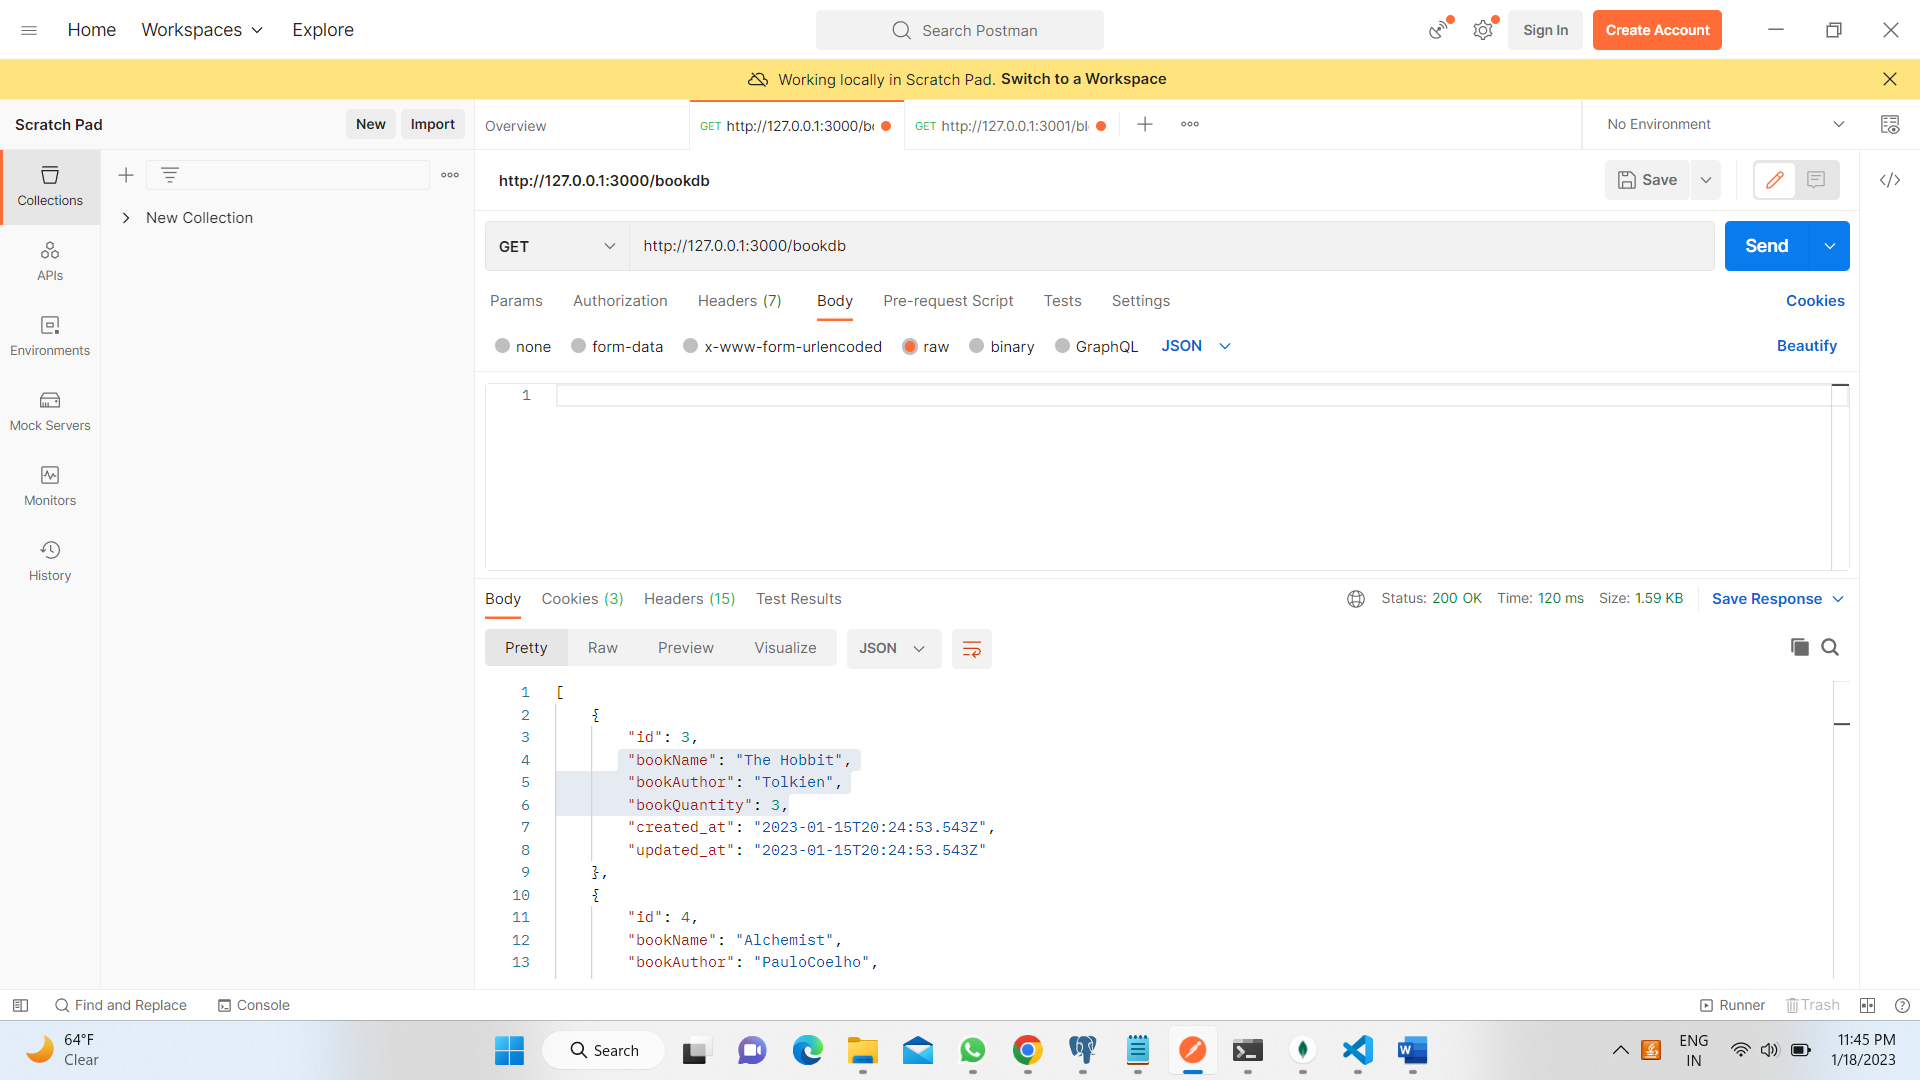 Home Workspaces Explore Search Postman Sign In Create Account
Working locally in Scratch Pad. Switch to a Workspace
Scratch Pad New Import Overview GET http://127.0.0.1:3000/b GET http://127.0.0.1:3001/bl No Environment
http://127.0.0.1:3000/bookdb Save
Collections
New Collection
GET http://127.0.0.1:3000/bookdb Send
APIs
Params Authorization Headers (7) Body Pre-request Script Tests Settings Cookies
Environments
none form-data x-www-form-urlencoded raw binary GraphQL JSON Beautify
1
Mock Servers
Monitors
History
Body Cookies (3) Headers (15) Test Results Status: 200 OK Time: 120 ms Size: 1.59 KB Save Response
Pretty Raw Preview Visualize JSON
1 [
2 {
3 "id": 3,
4 "bookName": "The Hobbit",
5 "bookAuthor": "Tolkien",
6 "bookQuantity": 3,
7 "created_at": "2023-01-15T20:24:53.543Z",
8 "updated_at": "2023-01-15T20:24:53.543Z"
9 },
10 {
11 "id": 4,
12 "bookName": "Alchemist",
13 "bookAuthor": "PauloCoelho",
Find and Replace Console Runner Trash
64°F
Clear
Search
ENG
IN
11:45 PM
1/18/2023